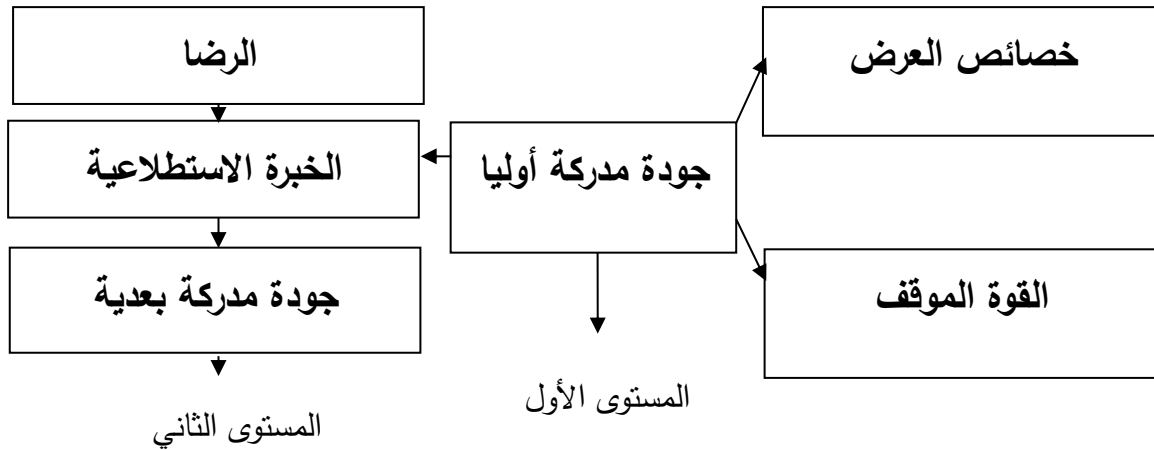 خصائص العرض
الرضا
جودة مدركة أوليا
الخبرة الاستطلاعية
القوة الموقف
جودة مدركة بعدية
المستوى الأول
المستوى الثاني